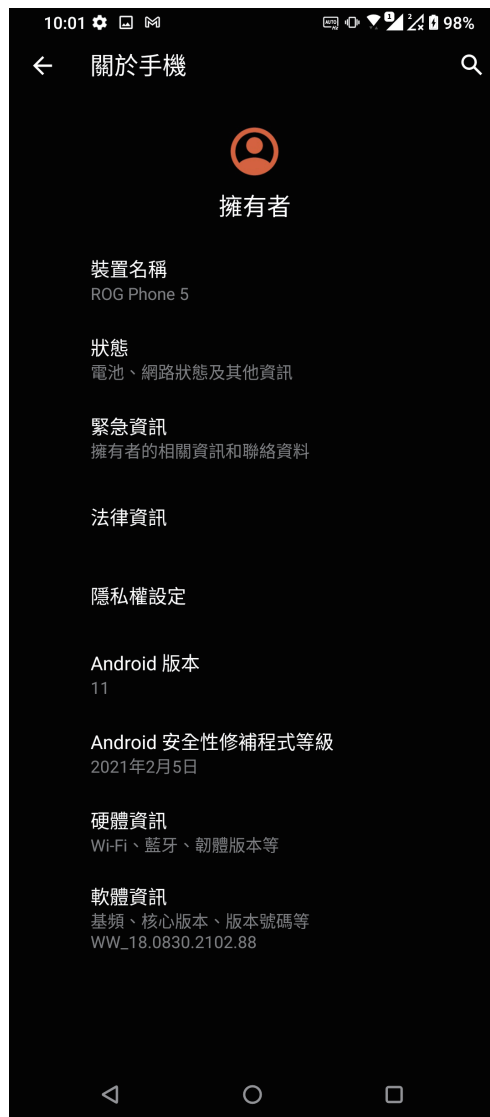 10:01 98%
關於手機
擁有者
裝置名稱
ROG Phone 5
狀態
電池、網路狀態及其他資訊
緊急資訊
擁有者的相關資訊和聯絡資料
法律資訊
隱私權設定
Android 版本
11
Android 安全性修補程式等級
2021年2月5日
硬體資訊
Wi-Fi、藍牙、韌體版本等
軟體資訊
基頻、核心版本、版本號碼等
WW_18.0830.2102.88